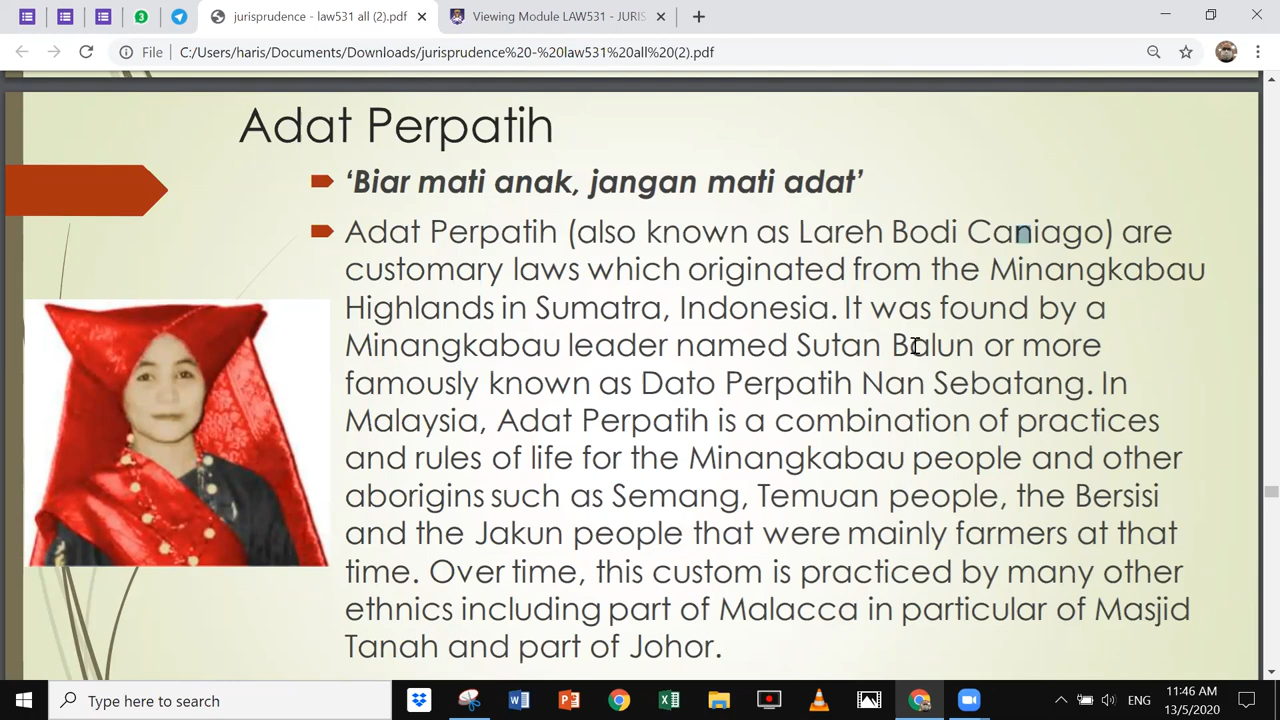 jurisprudence - law531 all (2).pdf
Viewing Module LAW531 - JURIS
3
File
C:/Users/haris/Documents/Downloads/jurisprudence%20-%20law531%20all%20(2).pdf
Adat Perpatih
‘Biar mati anak, jangan mati adat’
Adat Perpatih (also known as Lareh Bodi Caniago) are
customary laws which originated from the Minangkabau
Highlands in Sumatra, Indonesia. It was found by a
Minangkabau leader named Sutan Balun or more
famously known as Dato Perpatih Nan Sebatang. In
Malaysia, Adat Perpatih is a combination of practices
and rules of life for the Minangkabau people and other
aborigins such as Semang, Temuan people, the Bersisi
and the Jakun people that were mainly farmers at that
time. Over time, this custom is practiced by many other
ethnics including part of Malacca in particular of Masjid
Tanah and part of Johor.
Type here to search
ENG
11:46 AM
13/5/2020